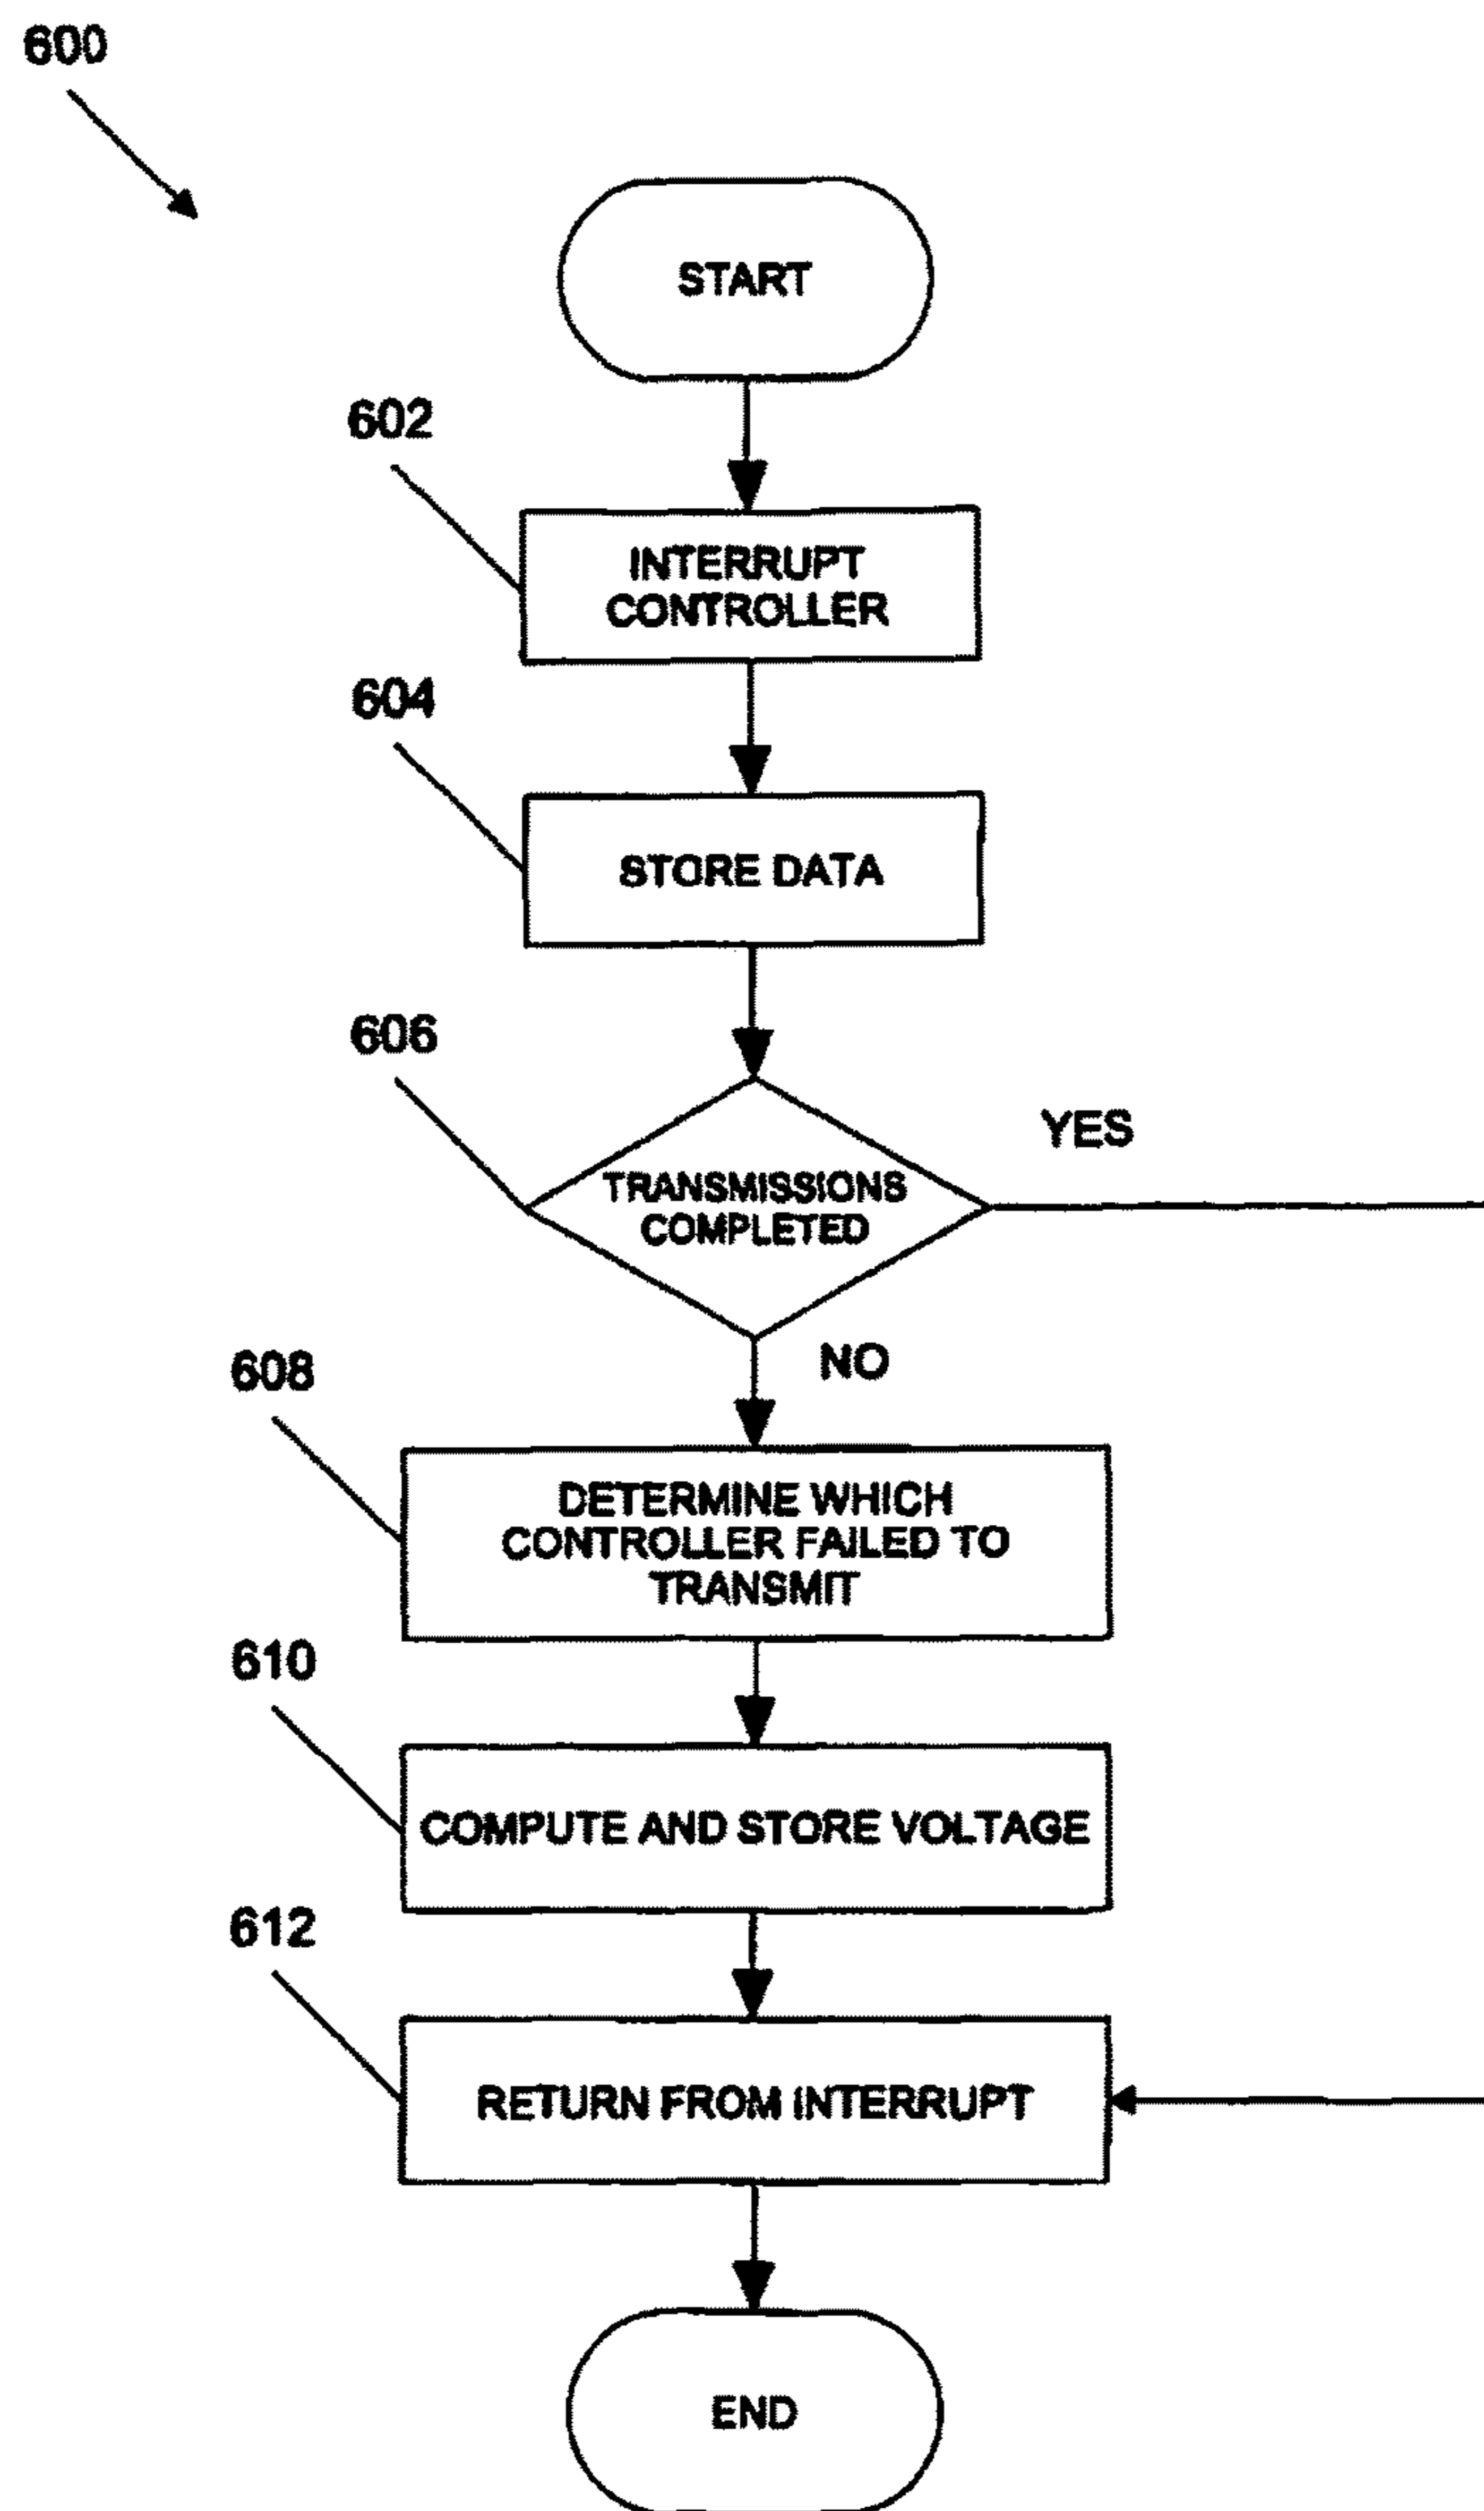 600
START
602
INTERRUPT
CONTROLLER
604
STORE DATA
606
YES
TRANSMISSIONS
COMPLETED
NO
608
DETERMINE WHICH
CONTROLLER FAILED TO
TRANSMIT
610
COMPUTE AND STORE VOLTAGE
612
RETURN FROM INTERRUPT
END